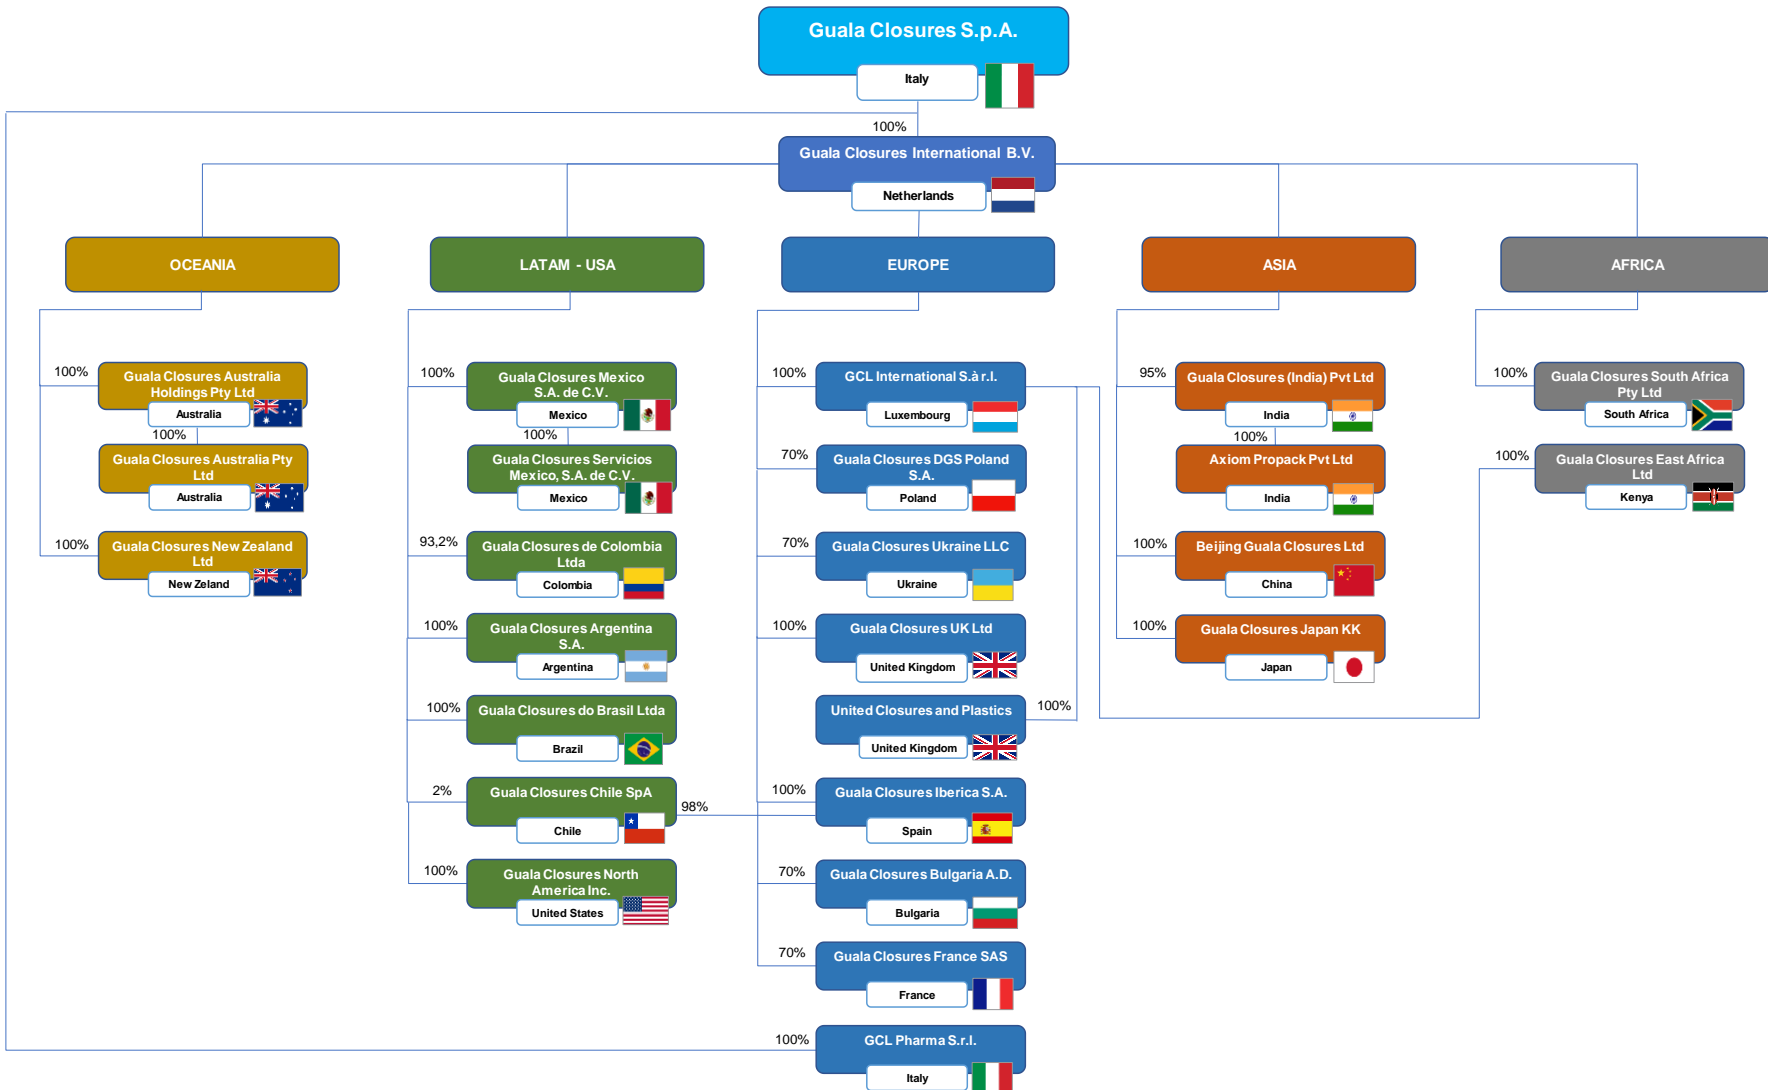 Guala Closures S.p.A.
Italy
100%
Guala Closures International B.V.
Netherlands
OCEANIA
LATAM - USA
EUROPE
ASIA
AFRICA
100%
Guala Closures Australia
Holdings Pty Ltd
Australia
100%
Guala Closures Australia Pty
Ltd
Australia
100%
Guala Closures New Zealand
Ltd
New Zeland
100%
Guala Closures Mexico
S.A. de C.V.
Mexico
100%
Guala Closures Servicios
Mexico, S.A. de C.V.
Mexico
93,2%
Guala Closures de Colombia
Ltda
Colombia
100%
Guala Closures Argentina
S.A.
Argentina
100%
Guala Closures do Brasil Ltda
Brazil
2%
Guala Closures Chile SpA
98%
Chile
100%
Guala Closures North
America Inc.
United States
100%
GCL International S.à r.l.
Luxembourg
70%
Guala Closures DGS Poland
S.A.
Poland
70%
Guala Closures Ukraine LLC
Ukraine
100%
Guala Closures UK Ltd
United Kingdom
United Closures and Plastics
100%
United Kingdom
100%
Guala Closures Iberica S.A.
Spain
70%
Guala Closures Bulgaria A.D.
Bulgaria
70%
Guala Closures France SAS
France
100%
GCL Pharma S.r.l.
Italy
95%
Guala Closures (India) Pvt Ltd
India
100%
Axiom Propack Pvt Ltd
India
100%
Beijing Guala Closures Ltd
China
100%
Guala Closures Japan KK
Japan
100%
Guala Closures South Africa
Pty Ltd
South Africa
100%
Guala Closures East Africa
Ltd
Kenya